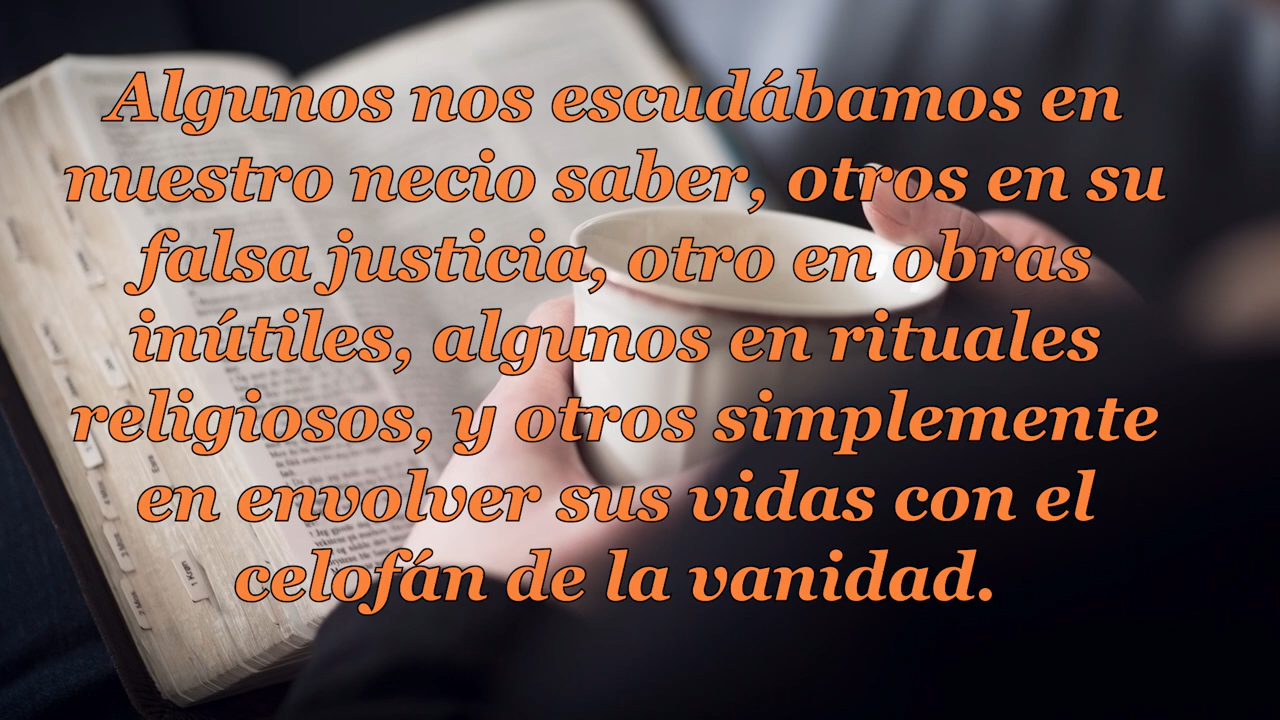 Algunos nos escudábamos en
nuestro necio saber, otros en su
falsa justicia, otro en obras
inútiles, algunos en rituales
religiosos, y otros simplemente
en envolver sus vidas con el
celofán de la vanidad.